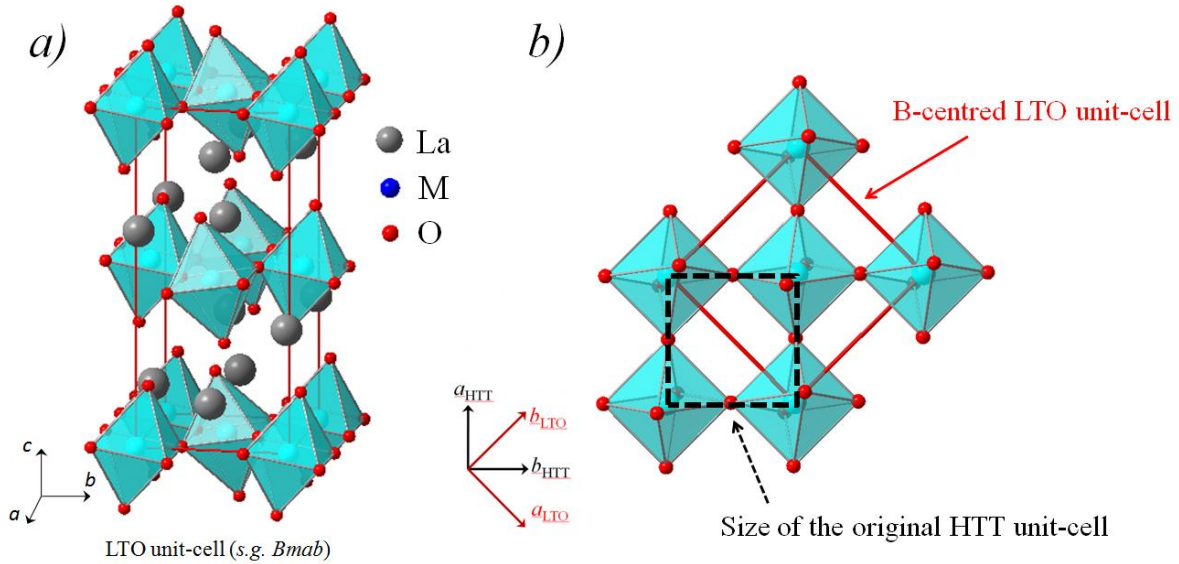 a)
La
M
O
c
b
a
LTO unit-cell (s.g. Bmab)
b)
B-centred LTO unit-cell
aHTT
bLTO
bHTT
aLTO
Size of the original HTT unit-cell